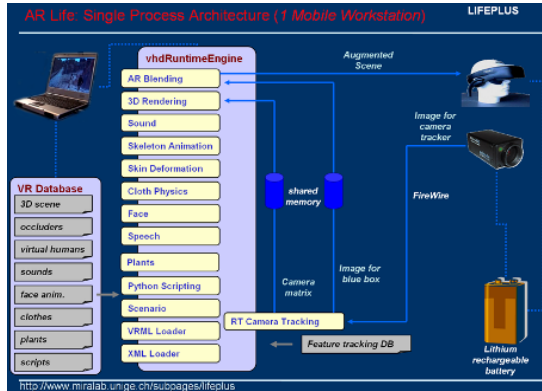 AR Life: Single Process Architecture (1 Mobile Workstation)
LIFEPLUS
vhdRuntimeEngine
AR Blending
3D Rendering
Sound
Skeleton Animation
Skin Deformation
Cloth Physics
Face
Speech
Plants
Python Scripting
Scenario
VRML Loader
XML Loader
RT Camera Tracking
VR Database
3D scene
occluders
virtual humans
sounds
face anim.
clothes
plants
scripts
Augmented
Scene
Image for
camera
tracker
FireWire
shared
memory
Camera
matrix
Image for
blue box
Feature tracking DB
Lithium
rechargeable
battery
http://www.miralab.unige.ch/subpages/lifeplus